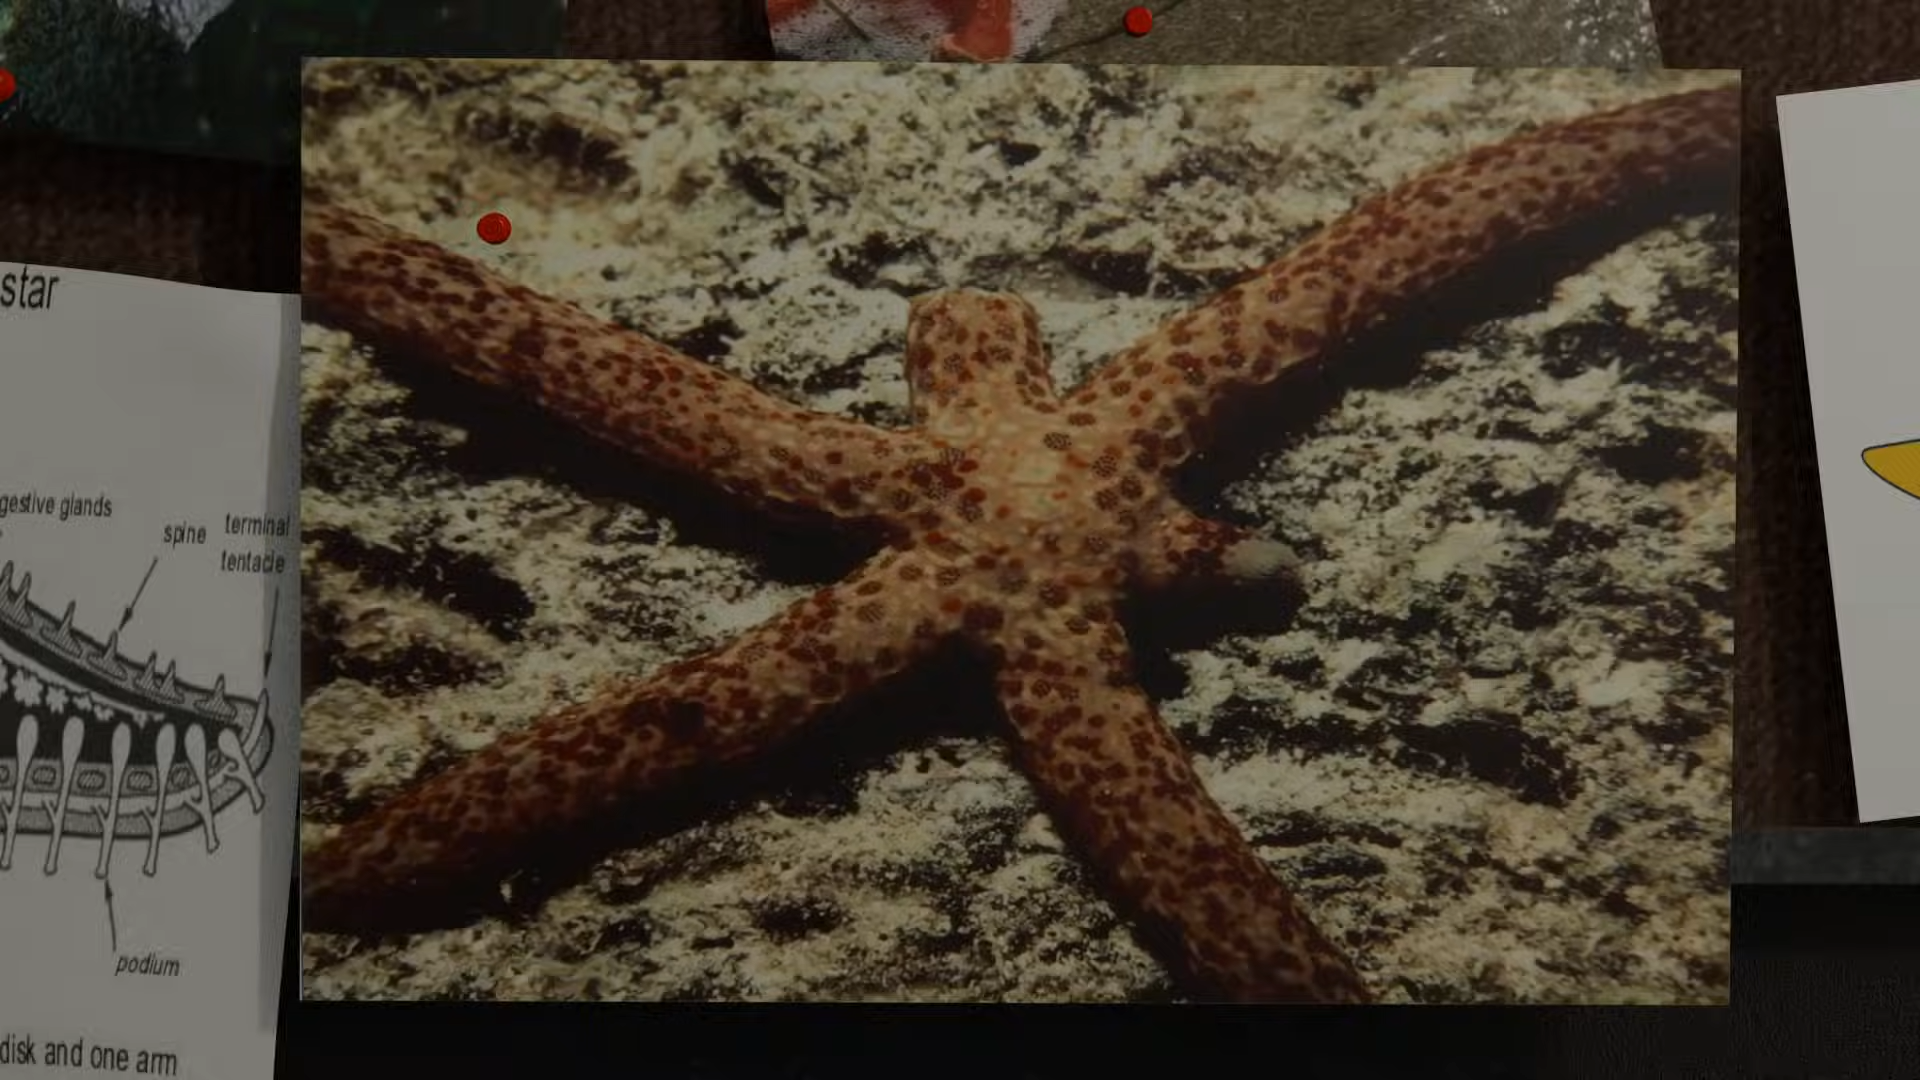 star
gestive glands
spine
terminal
tentacle
podium
disk and one arm